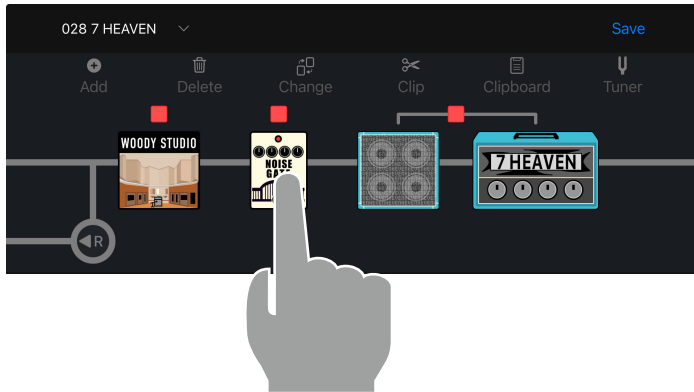 028 7 HEAVEN
Save
Add
Delete
Change
Clip
Clipboard
Tuner
WOODY STUDIO
NOISE
7 HEAVEN
R